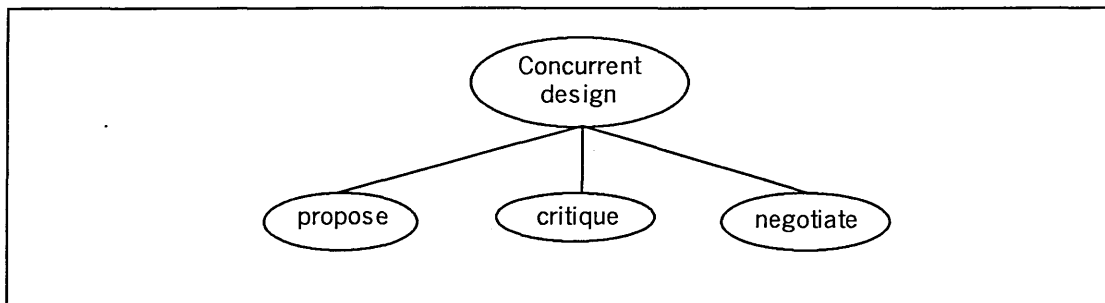 Concurrent
design
propose
critique
negotiate